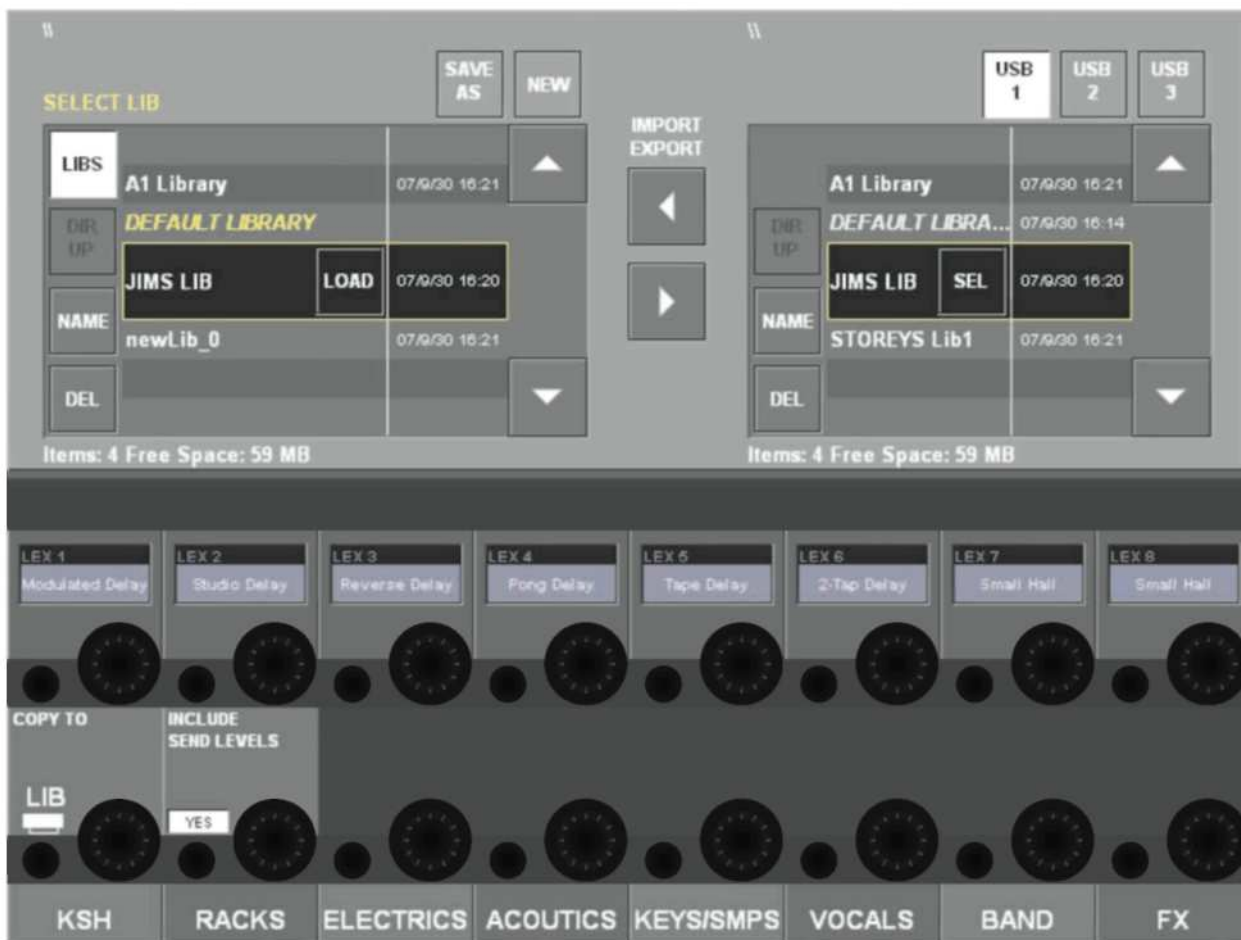 \\
SAVE AS
NEW
SELECT LIB
LIBS
A1 Library 07/9/30 16:21
DIR UP
DEFAULT LIBRARY
JIMS LIB LOAD 07/9/30 16:20
NAME
newLib_0 07/9/30 16:21
DEL
Items: 4 Free Space: 59 MB
IMPORT
EXPORT
\\
USB 1
USB 2
USB 3
A1 Library 07/9/30 16:21
DIR UP
DEFAULT LIBRA... 07/9/30 16:14
JIMS LIB SEL 07/9/30 16:20
NAME
STOREYS Lib1 07/9/30 16:21
DEL
Items: 4 Free Space: 59 MB
LEX 1
Modulated Delay
LEX 2
Studio Delay
LEX 3
Reverse Delay
LEX 4
Pong Delay
LEX 5
Tape Delay
LEX 6
2-Tap Delay
LEX 7
Small Hall
LEX 8
Small Hall
COPY TO
LIB
INCLUDE
SEND LEVELS
YES
KSH
RACKS
ELECTRICS
ACOUTICS
KEYS/SMPS
VOCALS
BAND
FX